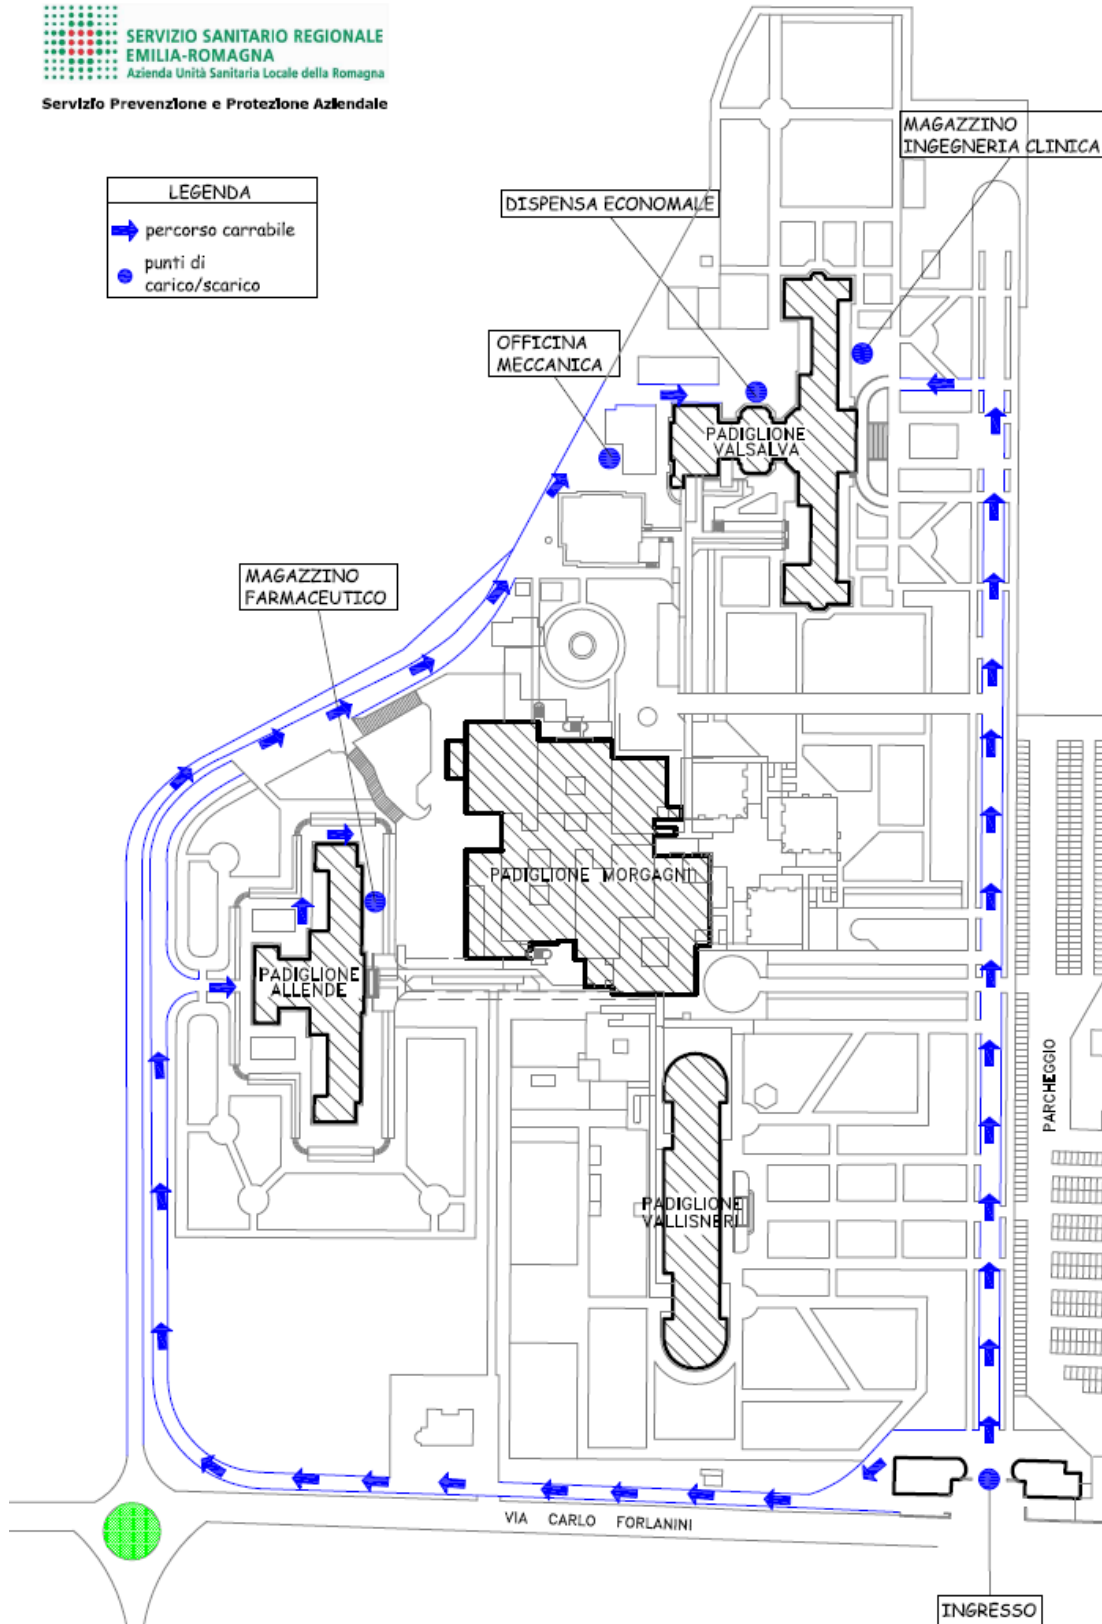 SERVIZIO SANITARIO REGIONALE
EMILIA-ROMAGNA
Azienda Unità Sanitaria Locale della Romagna
Servizio Prevenzione e Protezione Aziendale
LEGENDA
percorso carrabile
punti di
carico/scarico
MAGAZZINO
INGEGNERIA CLINICA
DISPENSA ECONOMALE
OFFICINA
MECCANICA
PADIGLIONE
VALSALVA
MAGAZZINO
FARMACEUTICO
PADIGLIONE MORGAGNI
PADIGLIONE
ALLENDE
PARCHEGGIO
PADIGLIONE
VALLISNERI
VIA CARLO FORLANINI
INGRESSO